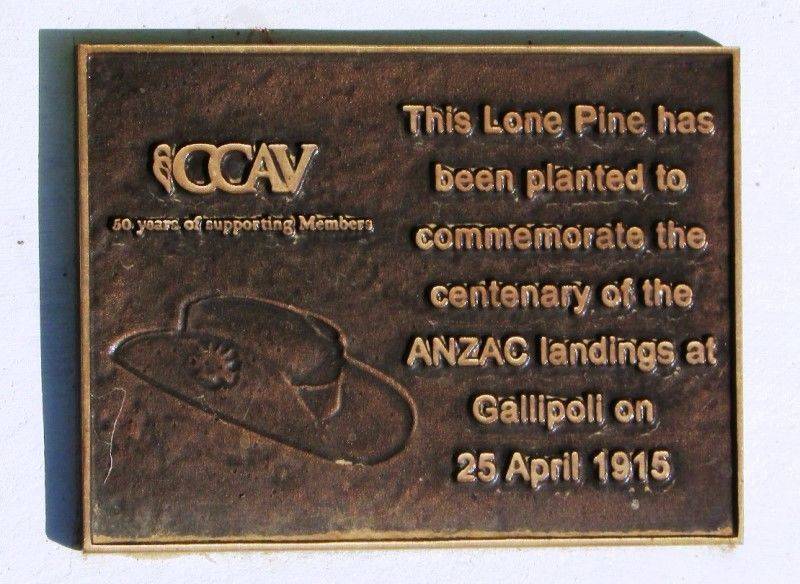 CCAV
50 years of supporting Members
This Lone Pine has
been planted to
commemorate the
centenary of the
ANZAC landings at
Gallipoli on
25 April 1915